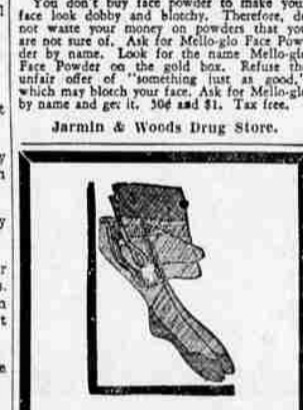 You don't buy face powder to make your
face look dobby and blotchy. Therefore, do
not waste your money on powders that you
are not sure of. Ask for Mello-glo Face Pow-
der by name. Look for the name Mello-glo
Face Powder on the gold box. Refuse the
unfair offer of "something just as good,"
which may blotch your face. Ask for Mello-glo
by name and get it. 50¢ and $1. Tax free.
Jarmin & Woods Drug Store.